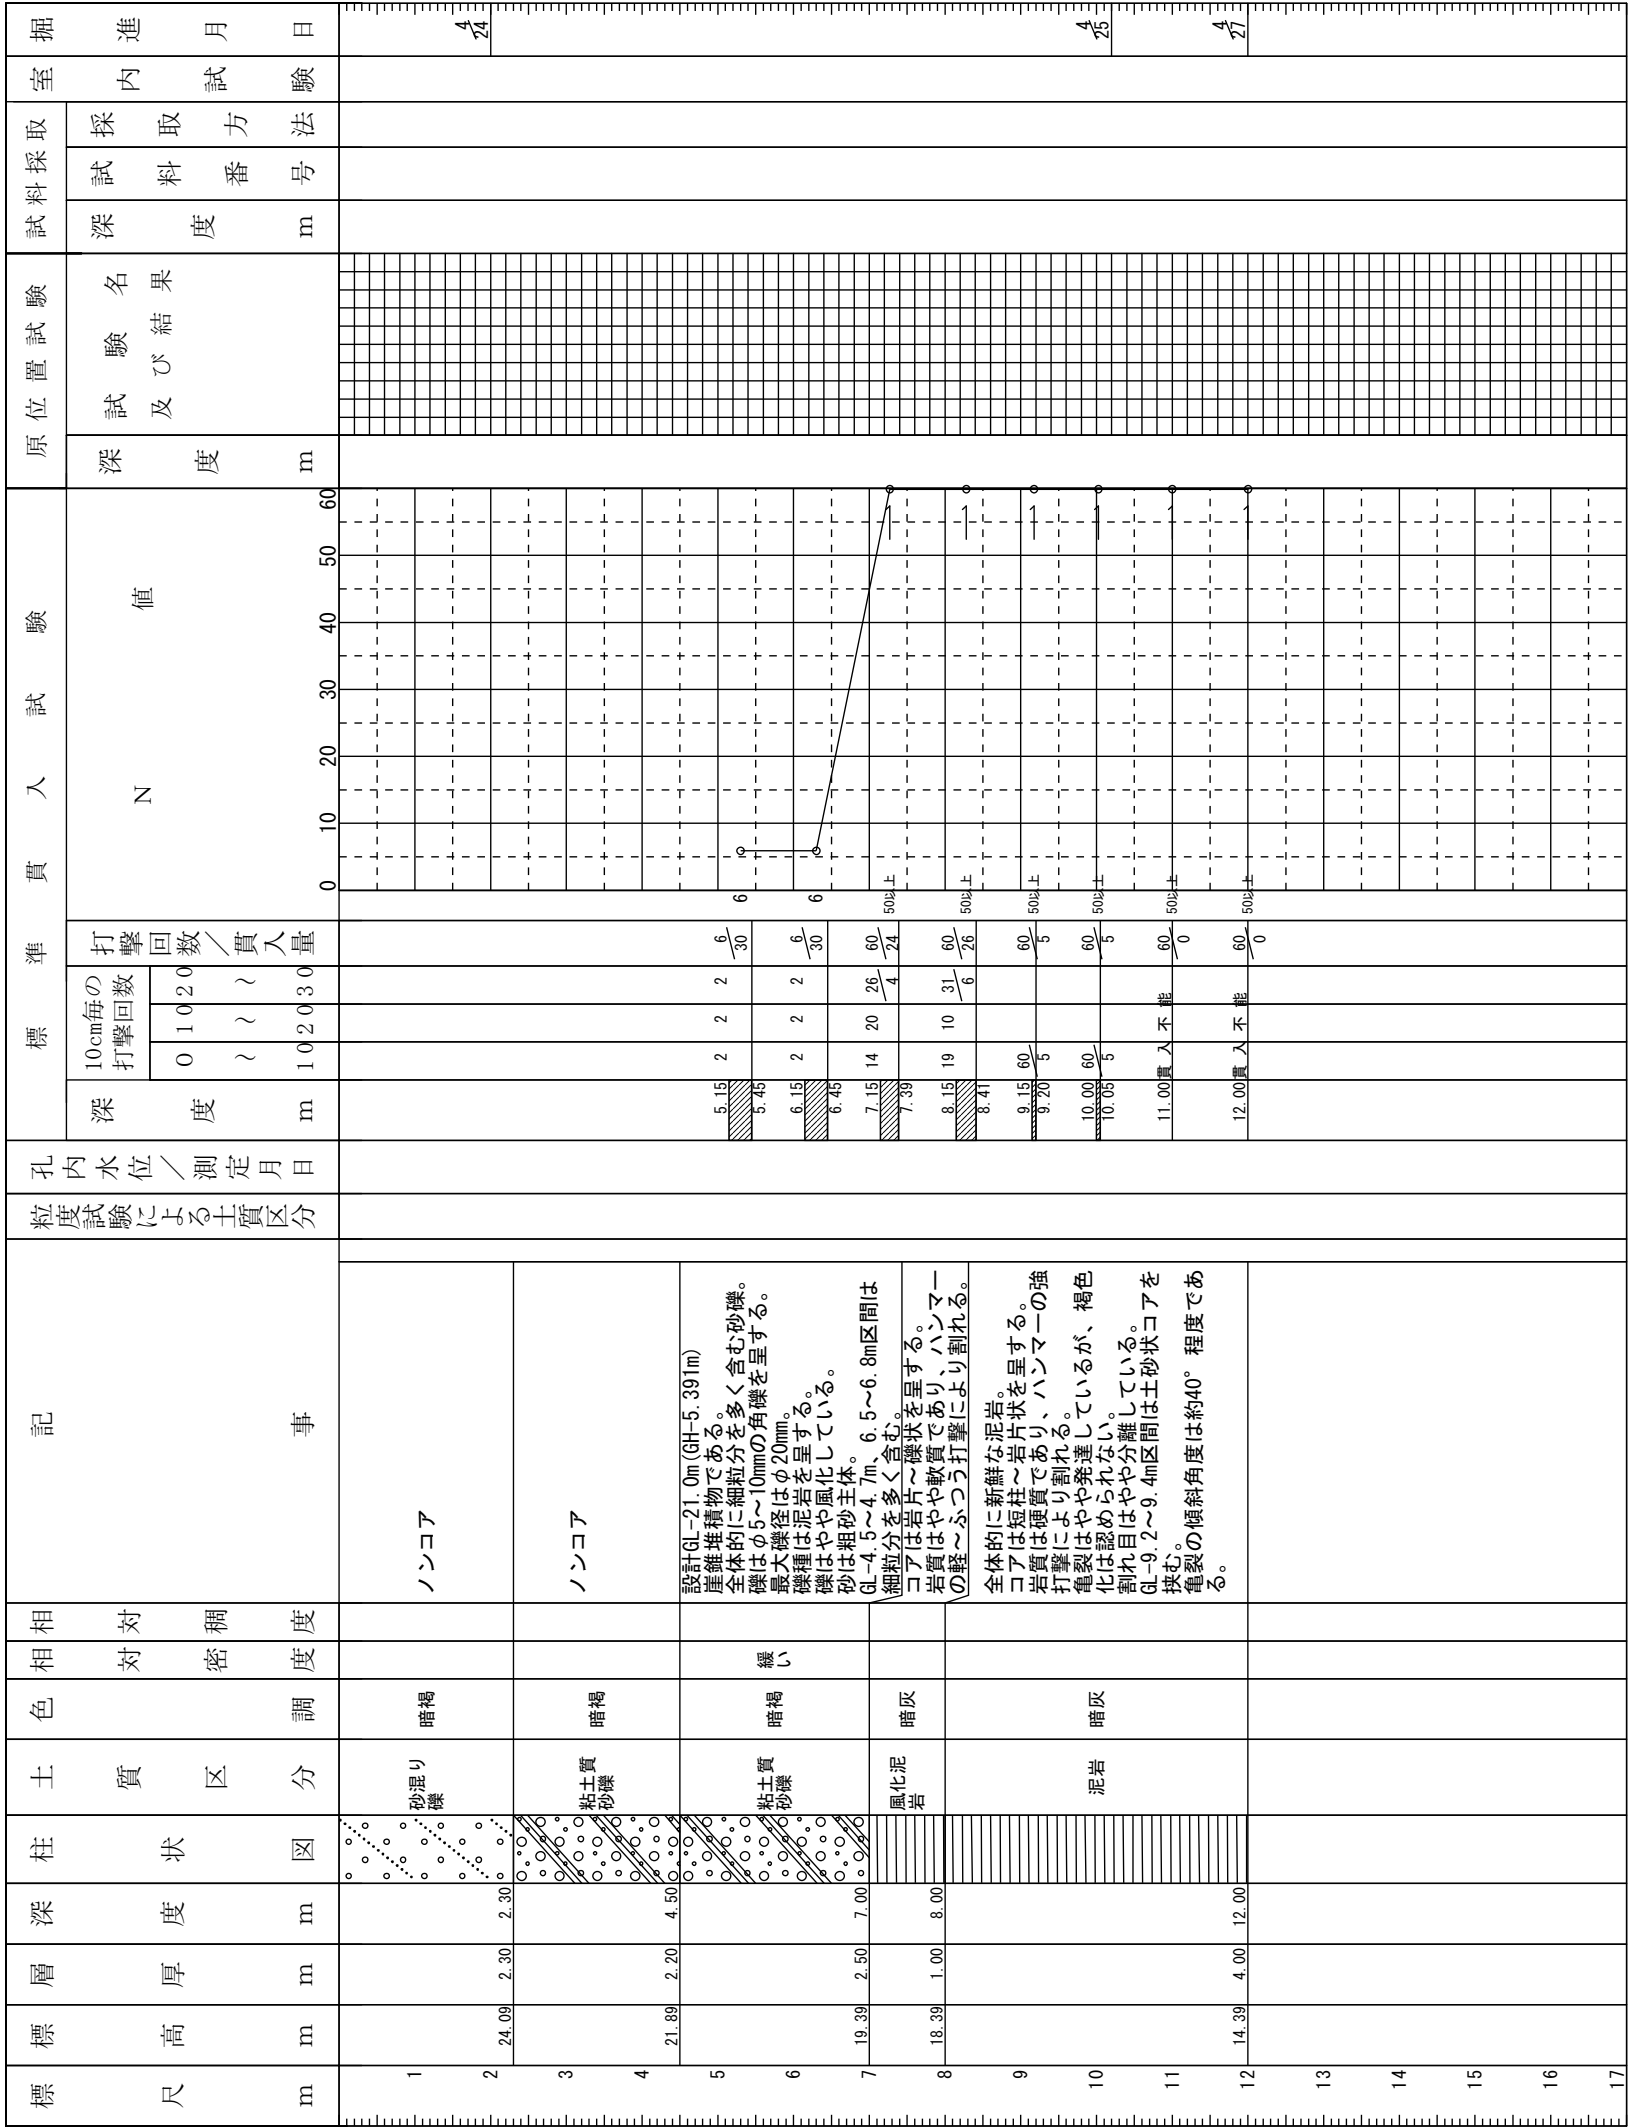 標尺 m
標高 m
層厚 m
深度 m
柱状図
土質区分
色調
相対密度
相対稠度
記事
粒度試験による土質区分
孔内水位／測定月日
標準貫入試験
深度 m
10cm毎の打撃回数
0 〜 10
10 〜 20
20 〜 30
打撃回数／貫入量
N 値
0 10 20 30 40 50 60
原位置試験
深度 m
試験名
及び結果
試料採取
深度 m
試料番号
採取方法
室内試験
掘進月日
1
2
3
4
5
6
7
8
9
10
11
12
13
14
15
16
17
24.09 2.30 2.30
砂混り
礫
暗褐
ノンコア
21.89 2.20 4.50
粘土質
砂礫
暗褐
ノンコア
19.39 2.50 7.00
粘土質
砂礫
暗褐
緩い
設計GL-21.0m(GH-5.391m)
崖錐堆積物である。
全体的に細粒分を多く含む砂礫。
礫はφ5～10mmの角礫を呈する。
最大礫径はφ20mm。
礫種は泥岩を呈する。
礫はやや風化している。
砂は粗砂主体。
GL-4.5～4.7m、6.5～6.8m区間は
細粒分を多く含む。
18.39 1.00 8.00
風化泥
岩
暗灰
コアは岩片～礫状を呈する。
岩質はやや軟質であり、ハンマー
の軽～ふつう打撃により割れる。
14.39 4.00 12.00
泥岩
暗灰
全体的に新鮮な泥岩。
コアは短柱～岩片状を呈する。
岩質は硬質であり、ハンマーの強
打撃により割れる。
亀裂はやや発達しているが、褐色
化は認められない。
割れ目はやや分離している。
GL-9.2～9.4m区間は土砂状コアを
挟む。
亀裂の傾斜角度は約40°程度であ
る。
5.15 5.45 2 2 2 6/30 6
6.15 6.45 2 2 2 6/30 6
7.15 7.39 14 20 26/4 60/24 50以上
8.15 8.41 19 10 31/6 60/26 50以上
9.15 9.20 60/5 60/5 50以上
10.00 10.05 60/5 60/5 50以上
11.00 貫入不能 60/0 50以上
12.00 貫入不能 60/0 50以上
4/24
4/25
4/27